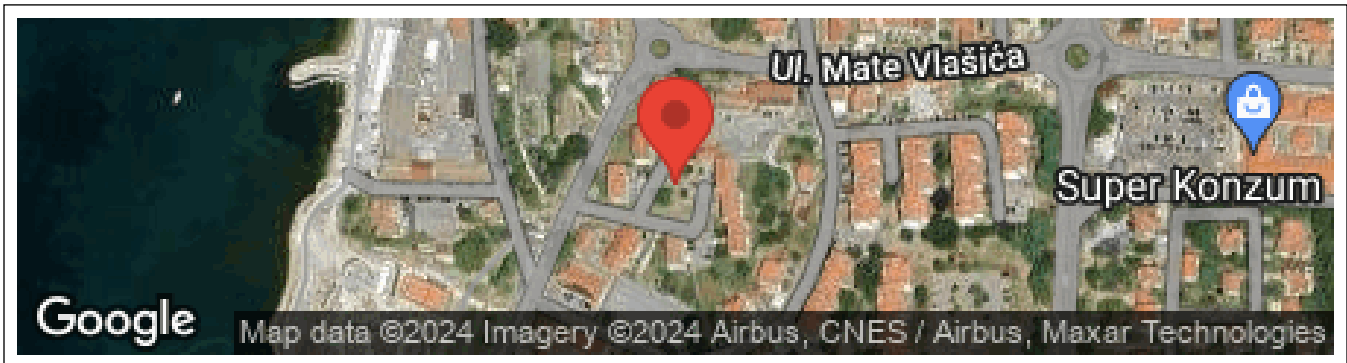 Ul. Mate Vlašića
Super Konzum
Google
Map data ©2024 Imagery ©2024 Airbus, CNES / Airbus, Maxar Technologies